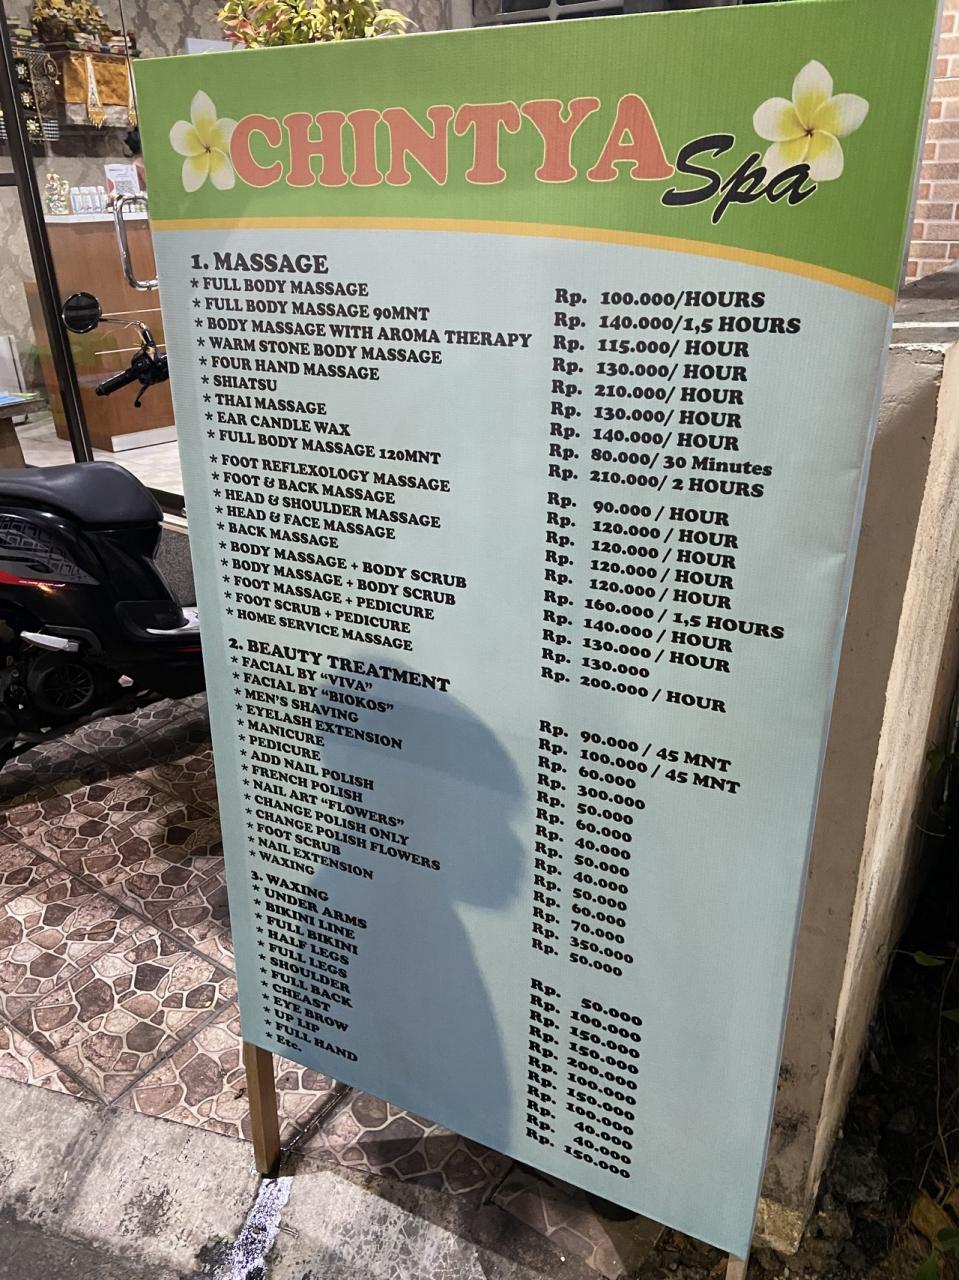 CHINTYA Spa
1. MASSAGE
* FULL BODY MASSAGE Rp. 100.000/HOURS
* FULL BODY MASSAGE 90MNT Rp. 140.000/1,5 HOURS
* BODY MASSAGE WITH AROMA THERAPY Rp. 115.000/ HOUR
* WARM STONE BODY MASSAGE Rp. 130.000/ HOUR
* FOUR HAND MASSAGE Rp. 210.000/ HOUR
* SHIATSU Rp. 130.000/ HOUR
* THAI MASSAGE Rp. 140.000/ HOUR
* EAR CANDLE WAX Rp. 80.000/ 30 Minutes
* FULL BODY MASSAGE 120MNT Rp. 210.000/ 2 HOURS
* FOOT REFLEXOLOGY MASSAGE Rp. 90.000 / HOUR
* FOOT & BACK MASSAGE Rp. 120.000 / HOUR
* HEAD & SHOULDER MASSAGE Rp. 120.000 / HOUR
* HEAD & FACE MASSAGE Rp. 120.000 / HOUR
* BACK MASSAGE Rp. 120.000 / HOUR
* BODY MASSAGE + BODY SCRUB Rp. 160.000 / 1,5 HOURS
* BODY MASSAGE + BODY SCRUB Rp. 140.000 / HOUR
* FOOT MASSAGE + PEDICURE Rp. 130.000 / HOUR
* FOOT SCRUB + PEDICURE Rp. 130.000
* HOME SERVICE MASSAGE Rp. 200.000 / HOUR
2. BEAUTY TREATMENT
* FACIAL BY “VIVA” Rp. 90.000 / 45 MNT
* FACIAL BY “BIOKOS” Rp. 100.000 / 45 MNT
* MEN'S SHAVING Rp. 60.000
* EYELASH EXTENSION Rp. 300.000
* MANICURE Rp. 50.000
* PEDICURE Rp. 60.000
* ADD NAIL POLISH Rp. 40.000
* FRENCH POLISH Rp. 50.000
* NAIL ART “FLOWERS” Rp. 40.000
* CHANGE POLISH ONLY Rp. 50.000
* CHANGE POLISH FLOWERS Rp. 60.000
* FOOT SCRUB Rp. 70.000
* NAIL EXTENSION Rp. 350.000
* WAXING Rp. 50.000
3. WAXING
* UNDER ARMS Rp. 50.000
* BIKINI LINE Rp. 100.000
* FULL BIKINI Rp. 150.000
* HALF LEGS Rp. 150.000
* FULL LEGS Rp. 200.000
* SHOULDER Rp. 100.000
* FULL BACK Rp. 150.000
* CHEAST Rp. 100.000
* EYE BROW Rp. 40.000
* UP LIP Rp. 40.000
* FULL HAND Rp. 150.000
* Etc.